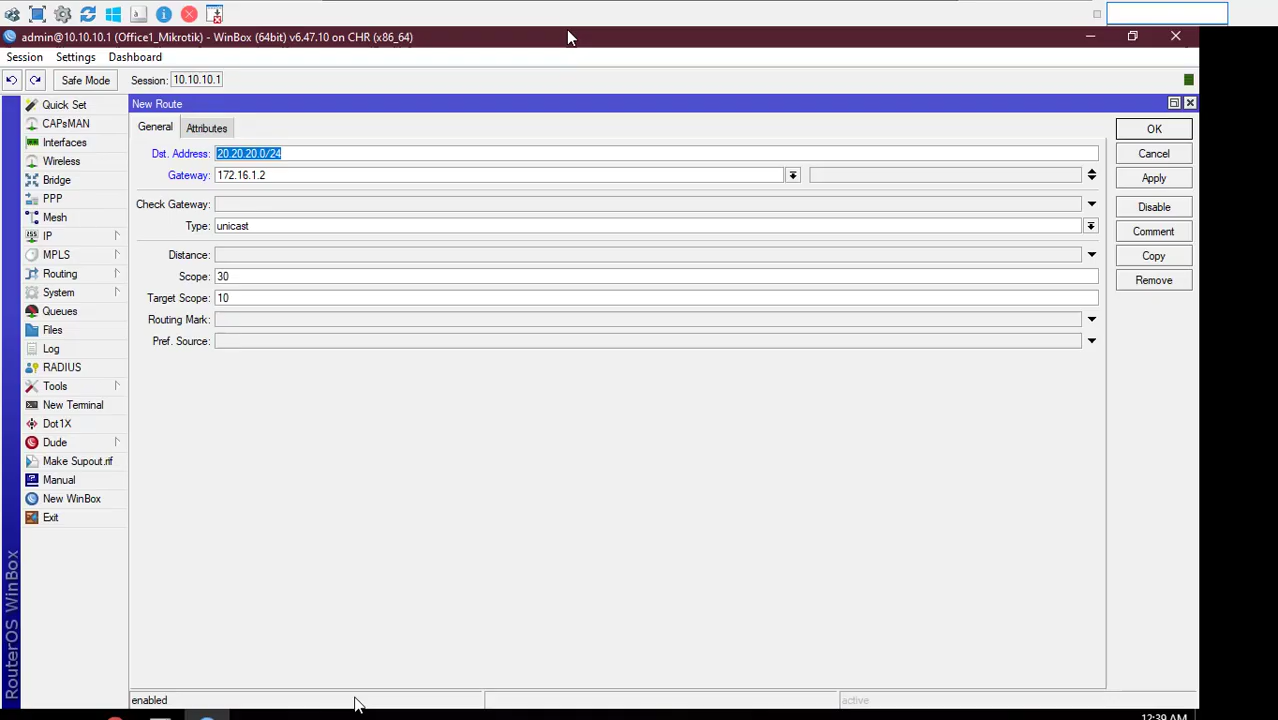 admin@10.10.10.1 (Office1_Mikrotik) - WinBox (64bit) v6.47.10 on CHR (x86_64)
Session Settings Dashboard
Safe Mode Session: 10.10.10.1
Quick Set
CAPsMAN
Interfaces
Wireless
Bridge
PPP
Mesh
IP
MPLS
Routing
System
Queues
Files
Log
RADIUS
Tools
New Terminal
Dot1X
Dude
Make Supout.rif
Manual
New WinBox
Exit
RouterOS WinBox
New Route
General Attributes
Dst. Address: 20.20.20.0/24
Gateway: 172.16.1.2
Check Gateway:
Type: unicast
Distance:
Scope: 30
Target Scope: 10
Routing Mark:
Pref. Source:
OK
Cancel
Apply
Disable
Comment
Copy
Remove
enabled
active
12:39 AM